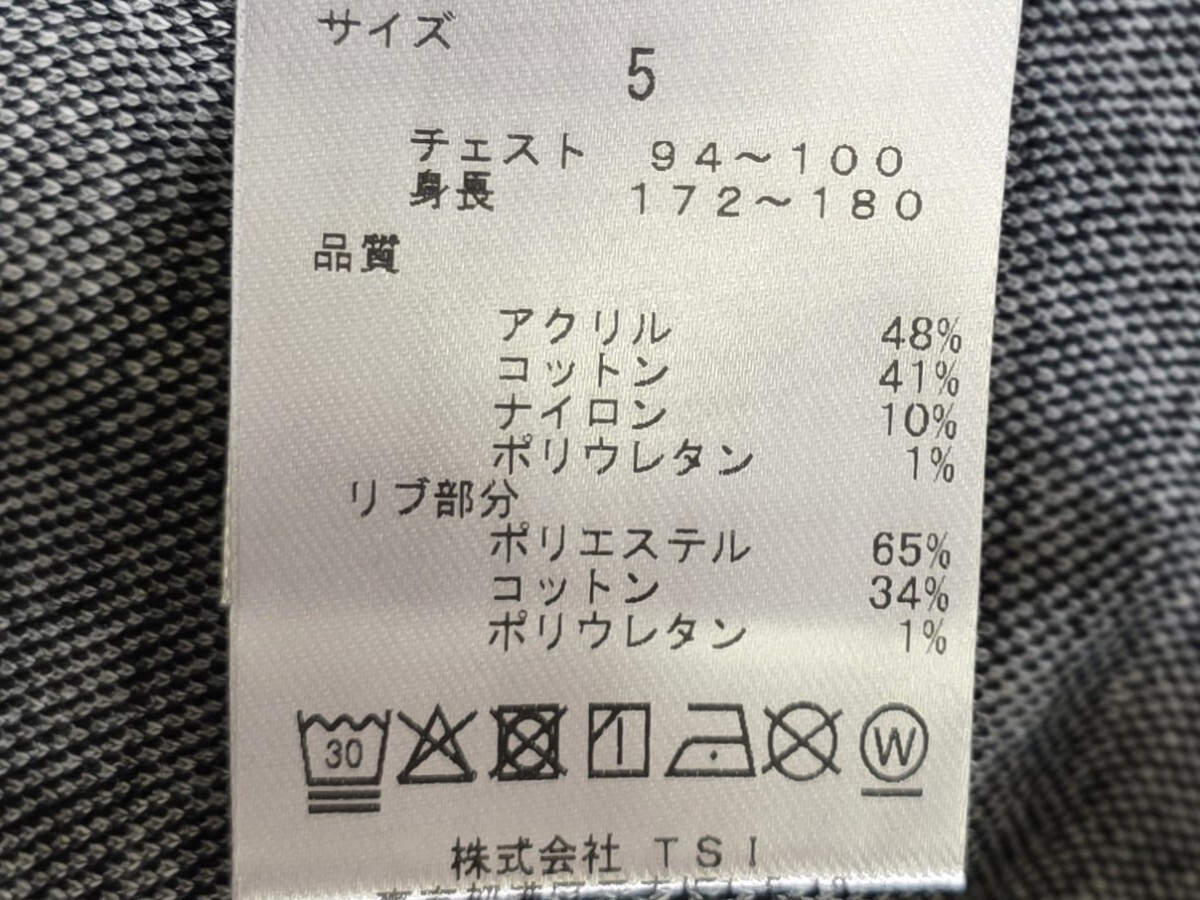 サイズ
5
チェスト 94～100
身長 172～180
品質
アクリル 48%
コットン 41%
ナイロン 10%
ポリウレタン 1%
リブ部分
ポリエステル 65%
コットン 34%
ポリウレタン 1%
30 W
株式会社 TSI